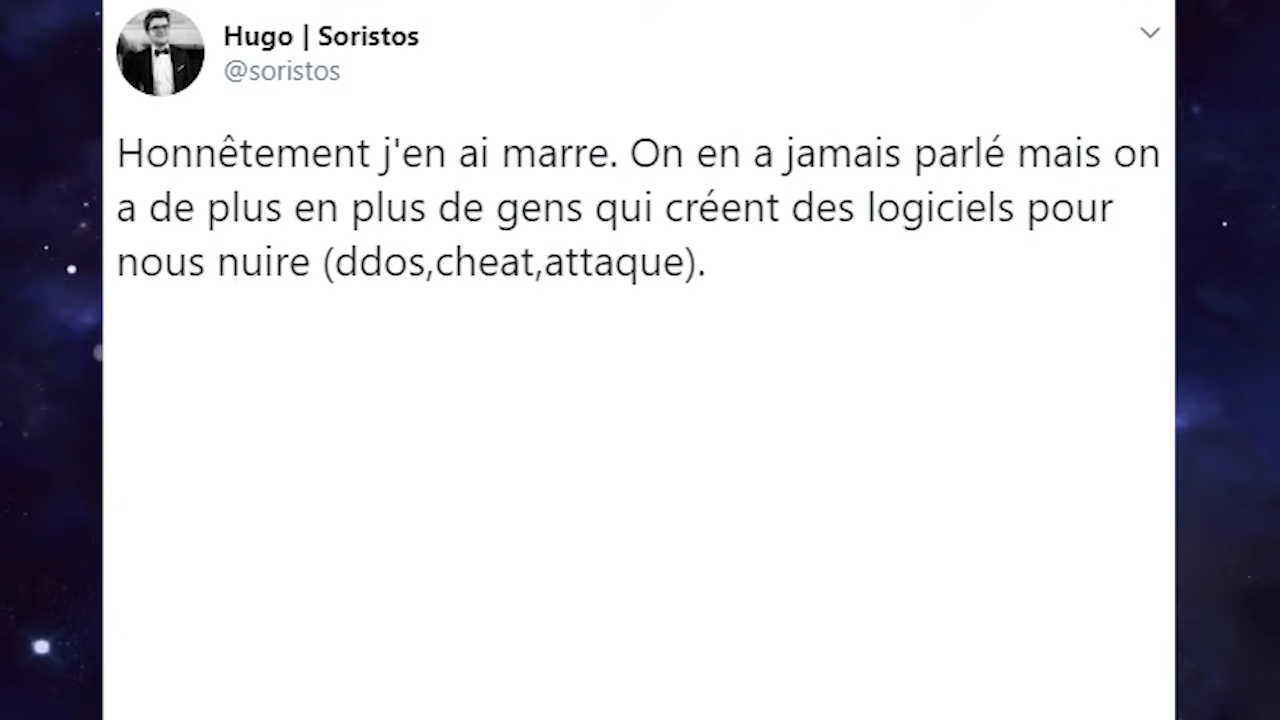 Hugo | Soristos
@soristos
Honnêtement j'en ai marre. On en a jamais parlé mais on
a de plus en plus de gens qui créent des logiciels pour
nous nuire (ddos,cheat,attaque).